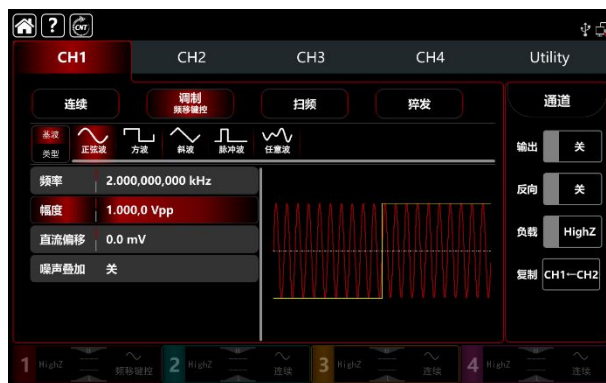 ? CNT
CH1 CH2 CH3 CH4 Utility
连续 调制 扫频 猝发 通道
频移键控
基波 类型 正弦波 方波 斜波 脉冲波 任意波
输出 关
频率 2.000,000,000 kHz
反向 关
幅度 1.000,0 Vpp
负载 HighZ
直流偏移 0.0 mV
噪声叠加 关
复制 CH1←CH2
1 HighZ 频移键控 2 HighZ 连续 3 HighZ 连续 4 HighZ 连续